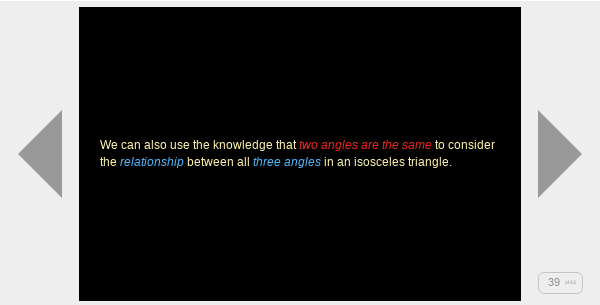 We can also use the knowledge that two angles are the same to consider
the relationship between all three angles in an isosceles triangle.
39